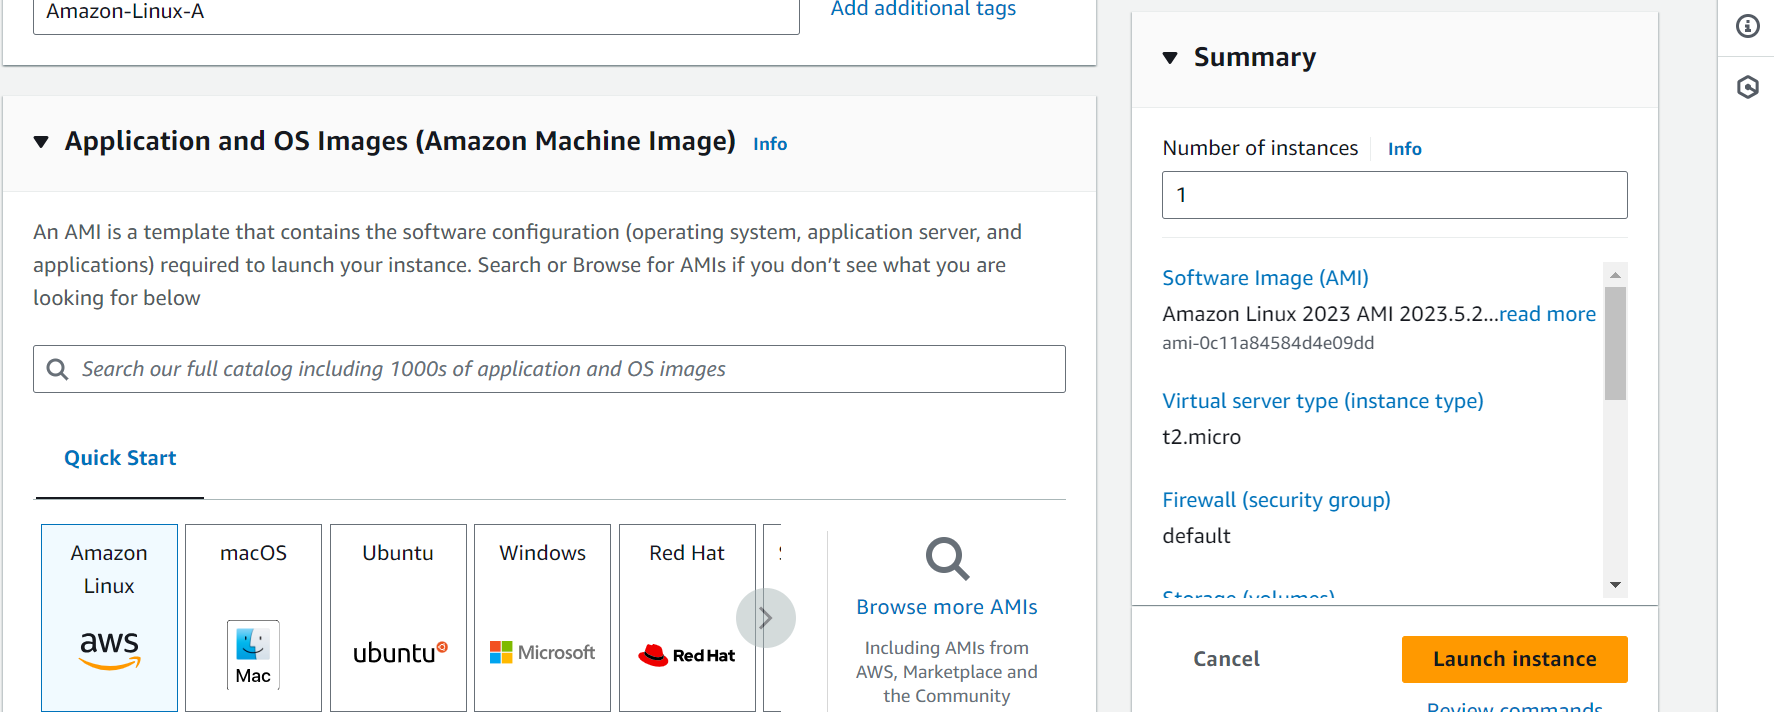 Amazon-Linux-A
Add additional tags
Application and OS Images (Amazon Machine Image) Info
An AMI is a template that contains the software configuration (operating system, application server, and
applications) required to launch your instance. Search or Browse for AMIs if you don’t see what you are
looking for below
Search our full catalog including 1000s of application and OS images
Quick Start
Amazon
Linux
aws
macOS
Mac
Ubuntu
ubuntu
Windows
Microsoft
Red Hat
Red Hat
Browse more AMIs
Including AMIs from
AWS, Marketplace and
the Community
Summary
Number of instances Info
1
Software Image (AMI)
Amazon Linux 2023 AMI 2023.5.2...read more
ami-0c11a84584d4e09dd
Virtual server type (instance type)
t2.micro
Firewall (security group)
default
Storage (volumes)
Cancel
Launch instance
Review commands